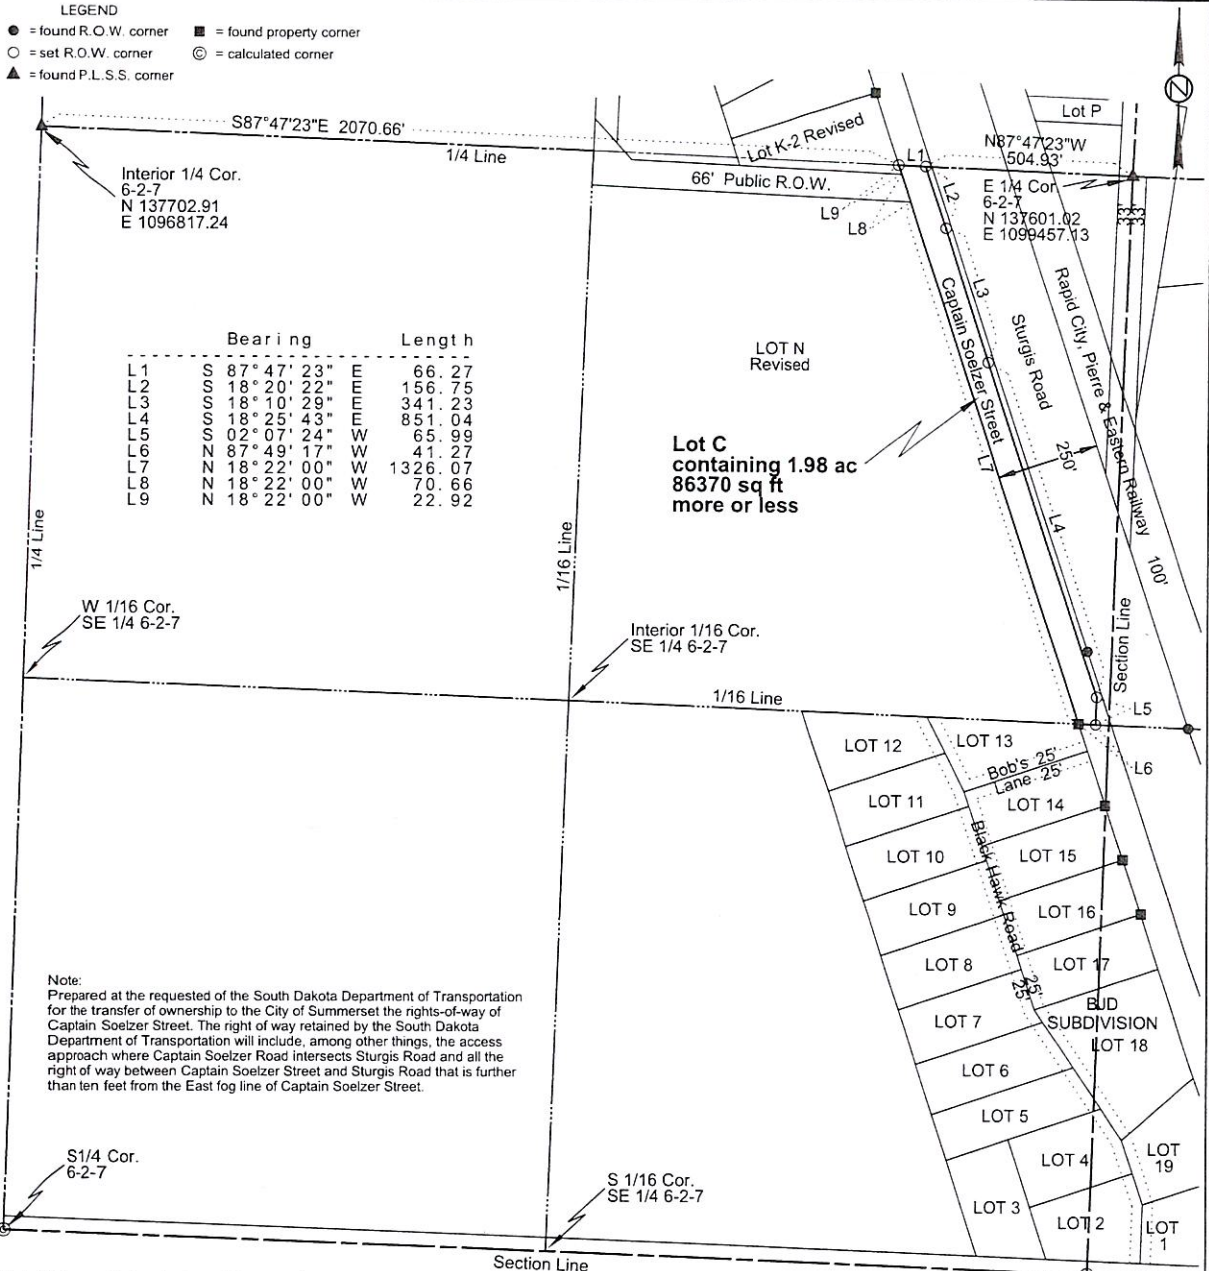 LEGEND
= found R.O.W. corner
= found property corner
= set R.O.W. corner
© = calculated corner
= found P.L.S.S. corner
S87°47'23"E 2070.66'
1/4 Line
Interior 1/4 Cor.
6-2-7
N 137702.91
E 1096817.24
Lot K-2 Revised
66' Public R.O.W.
L1
Lot P
N
N87°47'23"W
504.93'
E 1/4 Cor
6-2-7
N 137601.02
E 1099457.13
33'
33'
L9
L8
L2
L3
Captain Soelzer Street
Sturgis Road
Rapid City, Pierre & Eastern Railway
LOT N
Revised
Bearing Length
L1 S 87°47'23" E 66.27
L2 S 18°20'22" E 156.75
L3 S 18°10'29" E 341.23
L4 S 18°25'43" E 851.04
L5 S 02°07'24" W 65.99
L6 N 87°49'17" W 41.27
L7 N 18°22'00" W 1326.07
L8 N 18°22'00" W 70.66
L9 N 18°22'00" W 22.92
Lot C
containing 1.98 ac
86370 sq ft
more or less
L7
250'
L4
100'
1/4 Line
1/16 Line
Section Line
W 1/16 Cor.
SE 1/4 6-2-7
Interior 1/16 Cor.
SE 1/4 6-2-7
1/16 Line
L5
L6
LOT 12
LOT 13
Bob's 25'
Lane 25'
LOT 11
LOT 14
LOT 10
LOT 15
Black Hawk Road
LOT 9
LOT 16
LOT 8
LOT 17
25'
25'
LOT 7
BJD
SUBDIVISION
LOT 18
LOT 6
LOT 5
LOT 4
LOT
19
LOT 3
LOT 2
LOT
1
Note:
Prepared at the requested of the South Dakota Department of Transportation
for the transfer of ownership to the City of Summerset the rights-of-way of
Captain Soelzer Street. The right of way retained by the South Dakota
Department of Transportation will include, among other things, the access
approach where Captain Soelzer Road intersects Sturgis Road and all the
right of way between Captain Soelzer Street and Sturgis Road that is further
than ten feet from the East fog line of Captain Soelzer Street.
S1/4 Cor.
6-2-7
S 1/16 Cor.
SE 1/4 6-2-7
Section Line